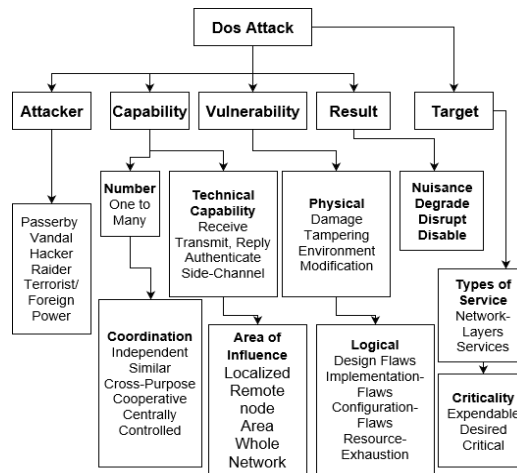 Dos Attack
Attacker
Capability
Vulnerability
Result
Target
Passerby
Vandal
Hacker
Raider
Terrorist/
Foreign
Power
Number
One to
Many
Technical
Capability
Receive
Transmit, Reply
Authenticate
Side-Channel
Physical
Damage
Tampering
Environment
Modification
Nuisance
Degrade
Disrupt
Disable
Types of
Service
Network-
Layers
Services
Coordination
Independent
Similar
Cross-Purpose
Cooperative
Centrally
Controlled
Area of
Influence
Localized
Remote
node
Area
Whole
Network
Logical
Design Flaws
Implementation-
Flaws
Configuration-
Flaws
Resource-
Exhaustion
Criticality
Expendable
Desired
Critical